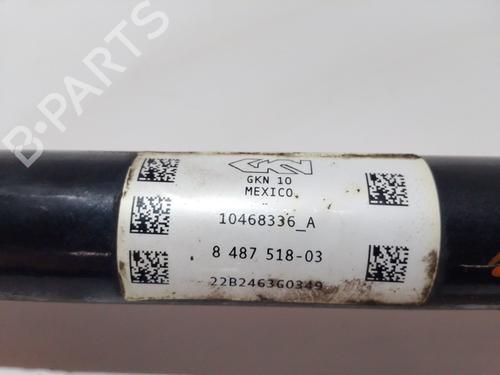 B-PARTS
GKN 10
MEXICO
10468336_A
8 487 518-03
22B2463G0349